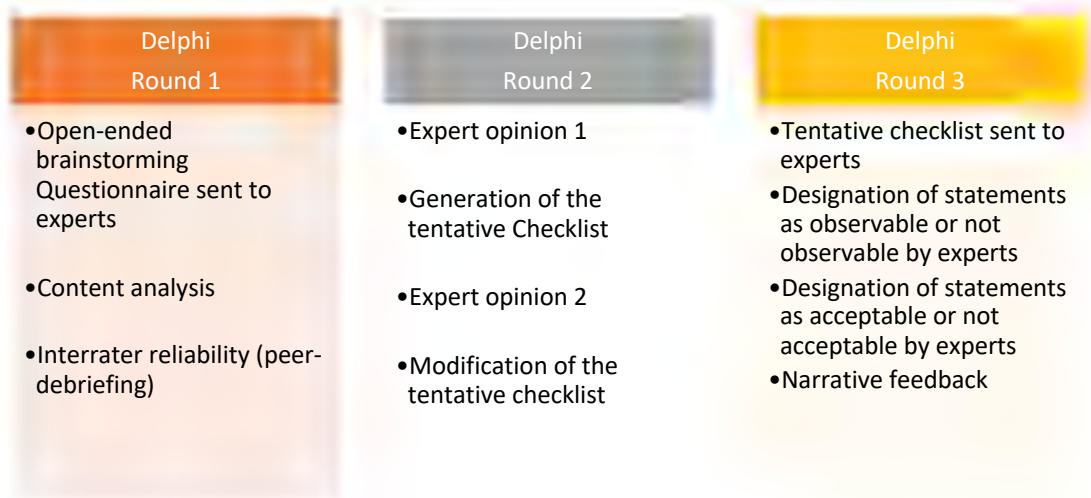 Delphi
Round 1
•Open-ended
brainstorming
Questionnaire sent to
experts
•Content analysis
•Interrater reliability (peer-
debriefing)
Delphi
Round 2
•Expert opinion 1
•Generation of the
tentative Checklist
•Expert opinion 2
•Modification of the
tentative checklist
Delphi
Round 3
•Tentative checklist sent to
experts
•Designation of statements
as observable or not
observable by experts
•Designation of statements
as acceptable or not
acceptable by experts
•Narrative feedback